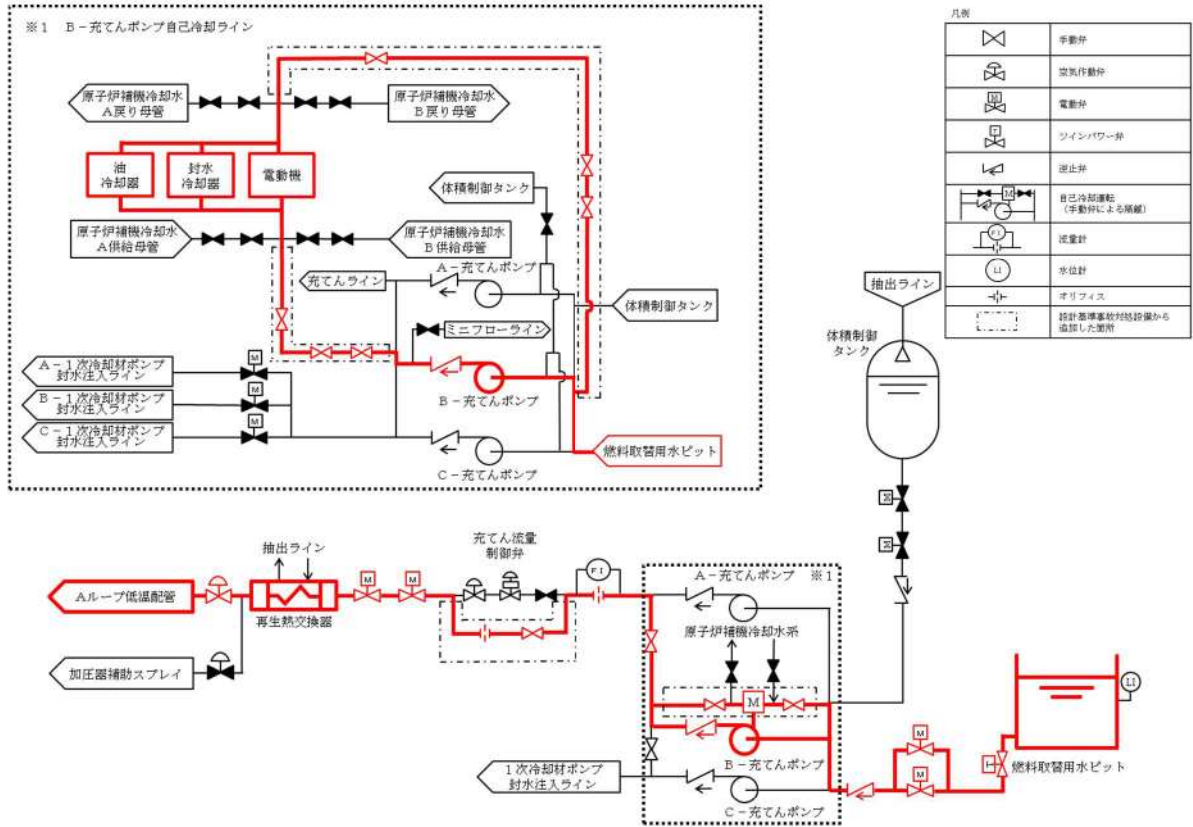 ※1 B-充てんポンプ自己冷却ライン
原子炉補機冷却水
A戻り母管
原子炉補機冷却水
B戻り母管
油
冷却器
封水
冷却器
電動機
体積制御タンク
原子炉補機冷却水
A供給母管
原子炉補機冷却水
B供給母管
A-充てんポンプ
充てんライン
体積制御タンク
ミニフローライン
A-1次冷却材ポンプ
封水注入ライン
B-1次冷却材ポンプ
封水注入ライン
C-1次冷却材ポンプ
封水注入ライン
M
M
M
B-充てんポンプ
燃料取替用水ピット
C-充てんポンプ
凡例
手動弁
空気作動弁
M
電動弁
ツインパワー弁
逆止弁
M
自己冷却運転
(手動弁による隔離)
FI
流量計
LI
水位計
オリフィス
設計基準事故対処設備から
追加した箇所
抽出ライン
体積制御
タンク
M
M
抽出ライン
充てん流量
制御弁
M
M
FI
Aループ低温配管
再生熱交換器
加圧器補助スプレイ
A-充てんポンプ ※1
原子炉補機冷却水系
M
B-充てんポンプ
1次冷却材ポンプ
封水注入ライン
C-充てんポンプ
M
M
LI
燃料取替用水ピット